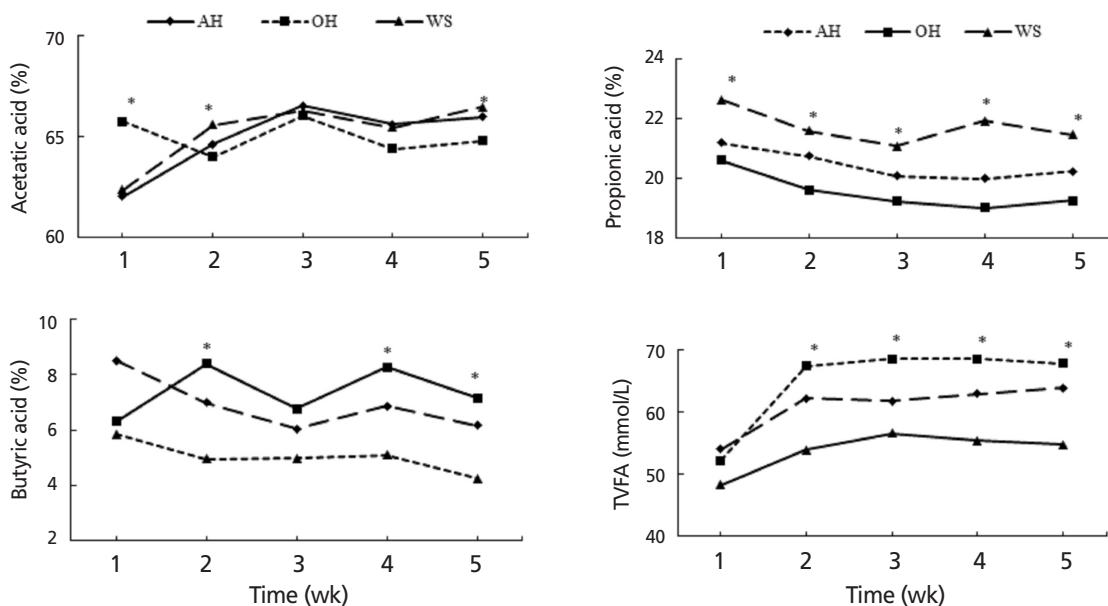 AH OH WS
Acetatic acid (%)
70
65
60
* * *
1 2 3 4 5
AH OH WS
Propionic acid (%)
24
22
20
18
* * * * *
1 2 3 4 5
Butyric acid (%)
10
8
6
4
2
* * *
1 2 3 4 5
Time (wk)
TVFA (mmol/L)
70
60
50
40
* * * *
1 2 3 4 5
Time (wk)